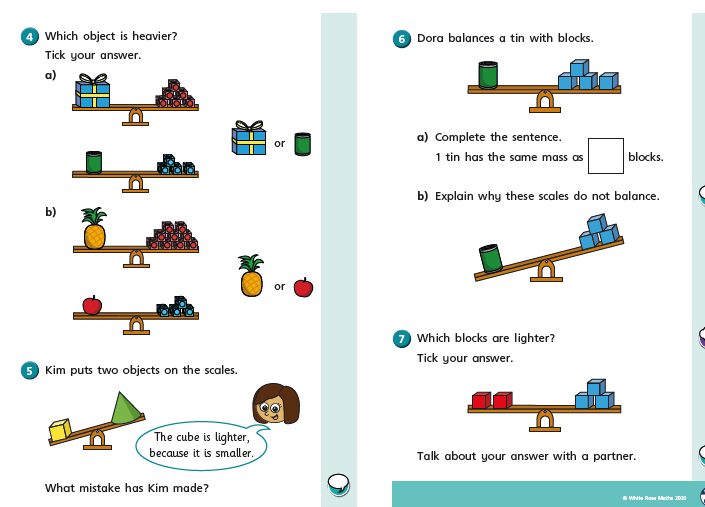 4 Which object is heavier?
Tick your answer.
a)
or
b)
or
5 Kim puts two objects on the scales.
The cube is lighter,
because it is smaller.
What mistake has Kim made?
6 Dora balances a tin with blocks.
a) Complete the sentence.
1 tin has the same mass as blocks.
b) Explain why these scales do not balance.
7 Which blocks are lighter?
Tick your answer.
Talk about your answer with a partner.
© White Rose Maths 2020